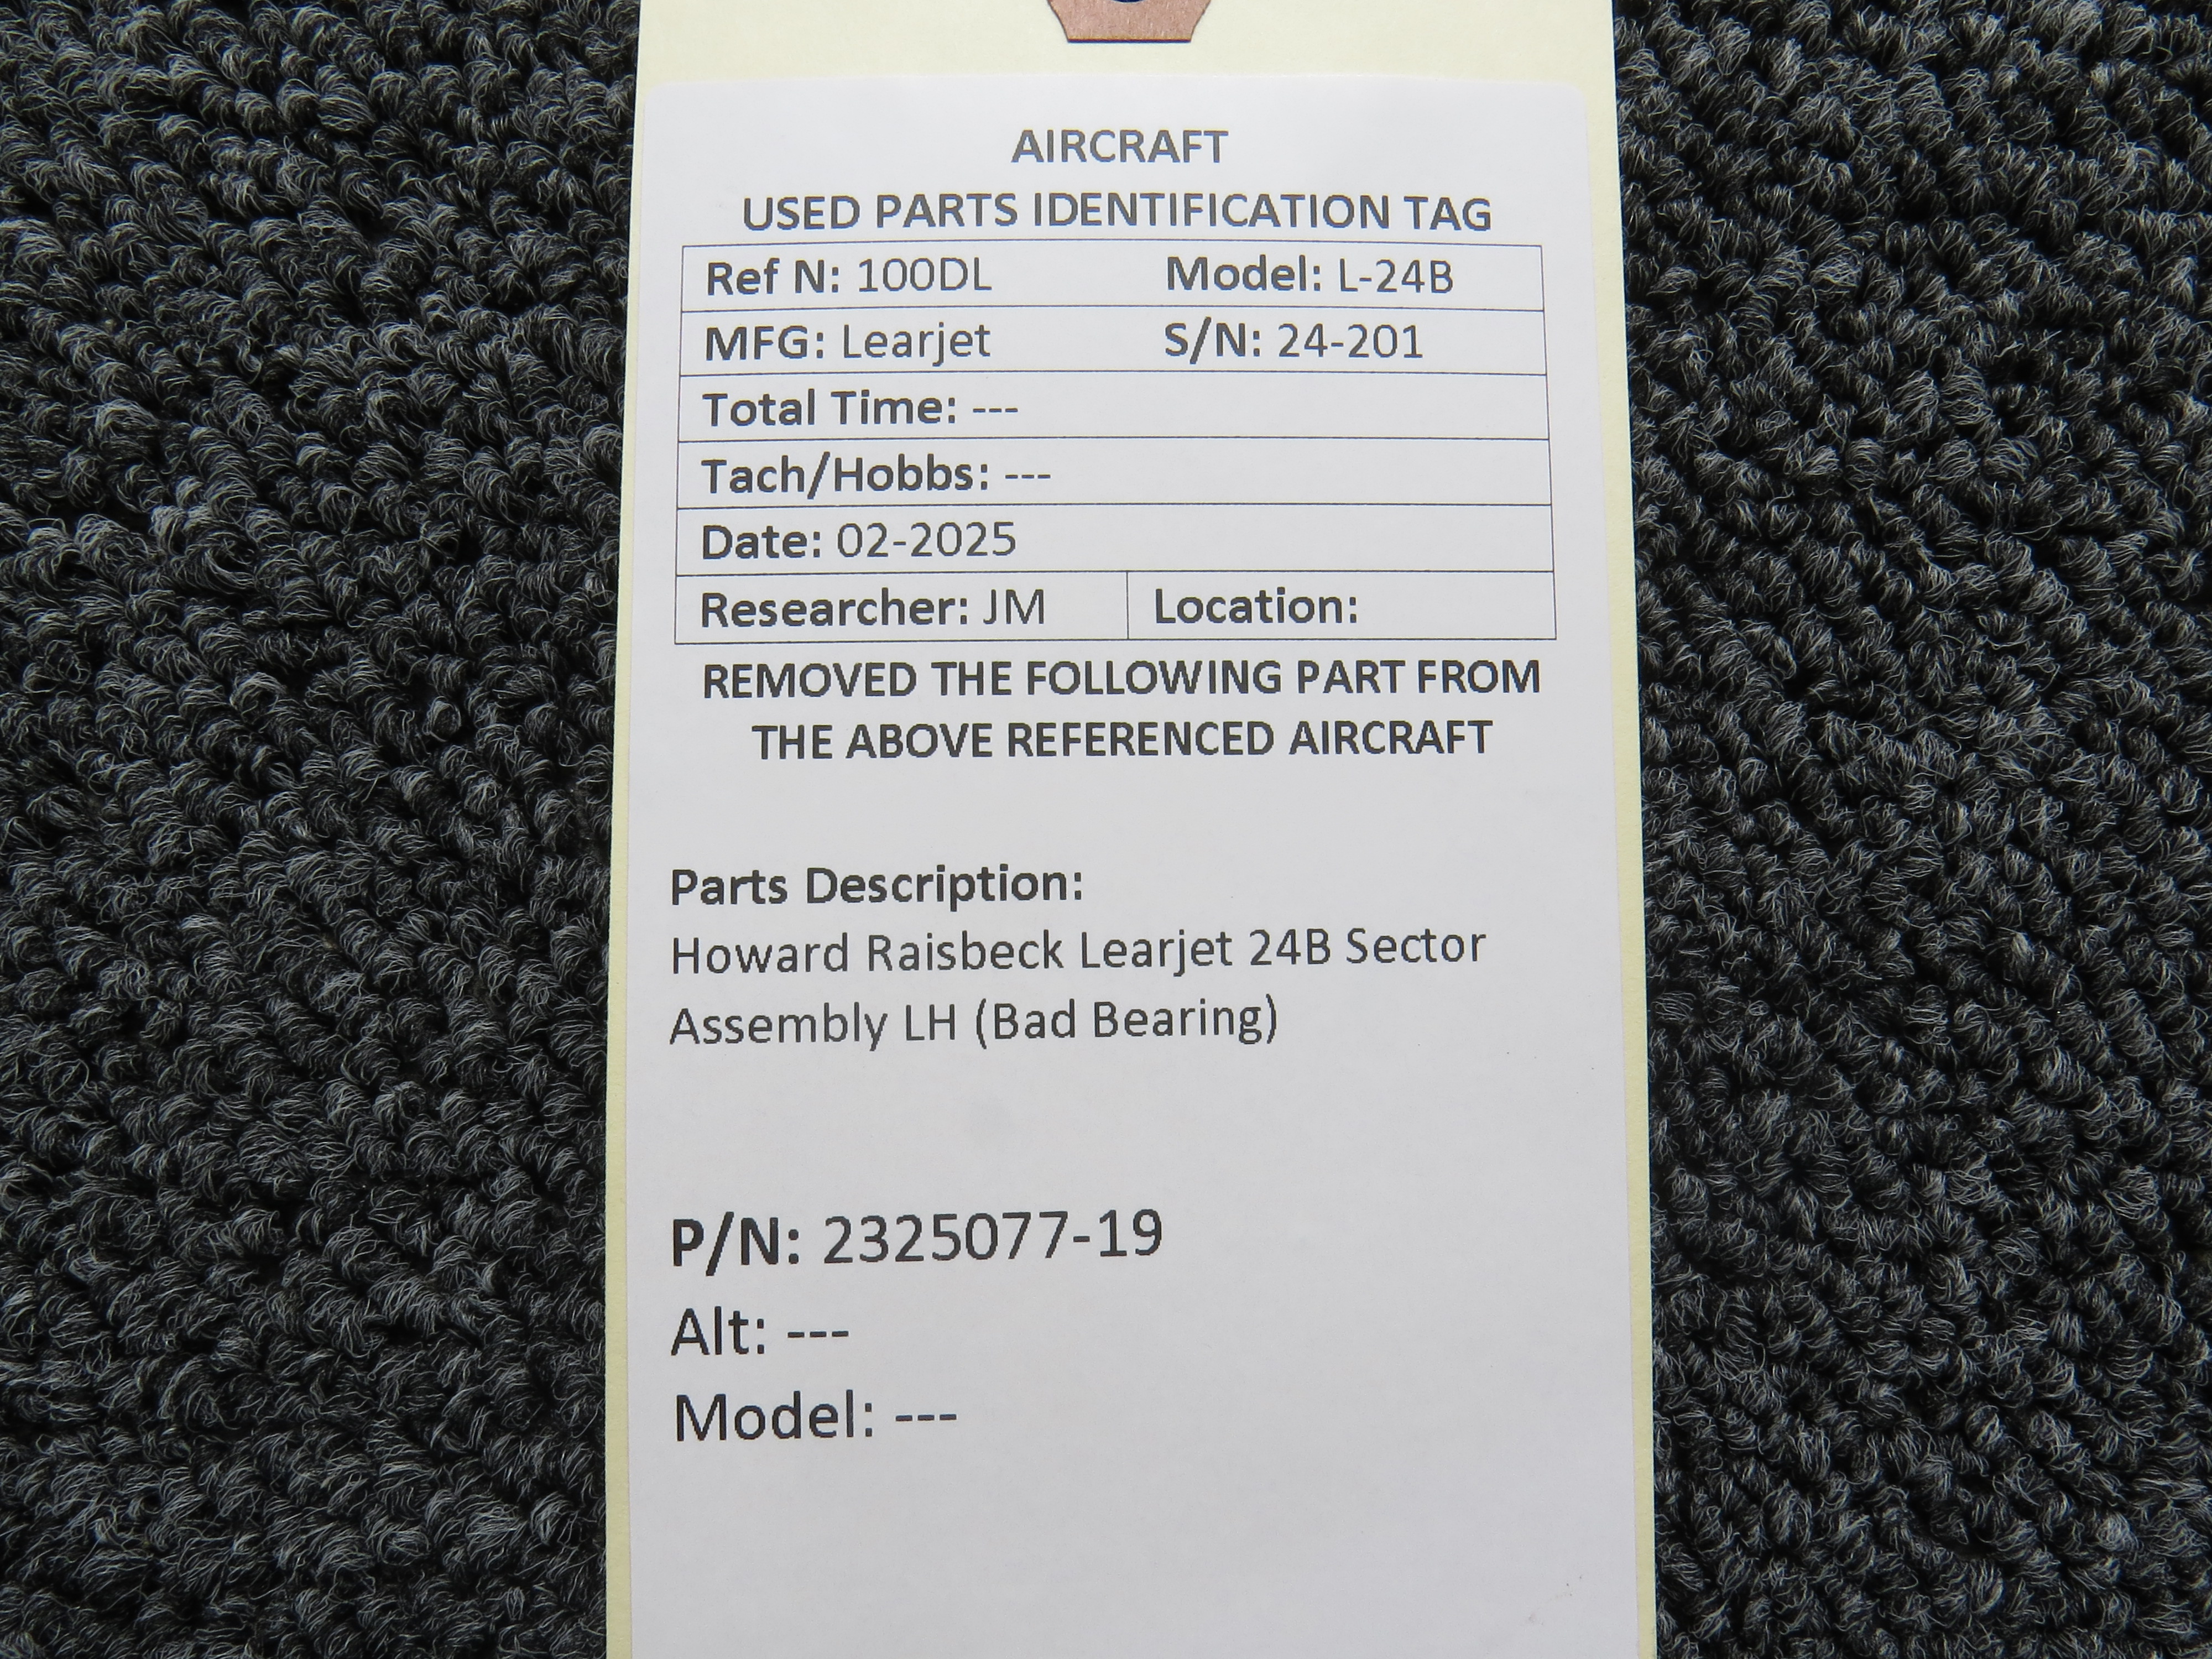 AIRCRAFT
USED PARTS IDENTIFICATION TAG
Ref N: 100DL Model: L-24B
MFG: Learjet S/N: 24-201
Total Time: ---
Tach/Hobbs: ---
Date: 02-2025
Researcher: JM Location:
REMOVED THE FOLLOWING PART FROM
THE ABOVE REFERENCED AIRCRAFT
Parts Description:
Howard Raisbeck Learjet 24B Sector
Assembly LH (Bad Bearing)
P/N: 2325077-19
Alt: ---
Model: ---